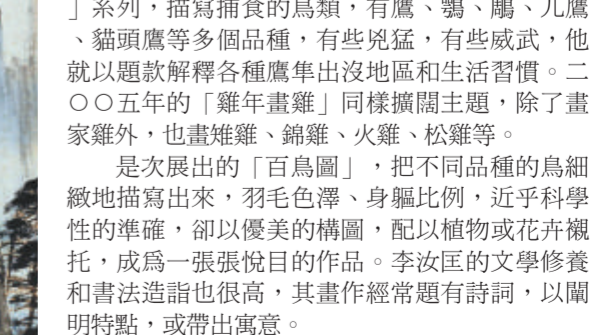 」系列，描寫捕食的鳥類，有鷹、鶚、鵰、兀鷹
、貓頭鷹等多個品種，有些兇猛，有些威武，他
就以題款解釋各種鷹隼出沒地區和生活習慣。二
○○五年的「雞年畫雞」同樣擴闊主題，除了畫
家雞外，也畫雉雞、錦雞、火雞、松雞等。
是次展出的「百鳥圖」，把不同品種的鳥細
緻地描寫出來，羽毛色澤、身軀比例，近乎科學
性的準確，卻以優美的構圖，配以植物或花卉襯
托，成爲一張張悅目的作品。李汝匡的文學修養
和書法造詣也很高，其畫作經常題有詩詞，以闡
明特點，或帶出寓意。